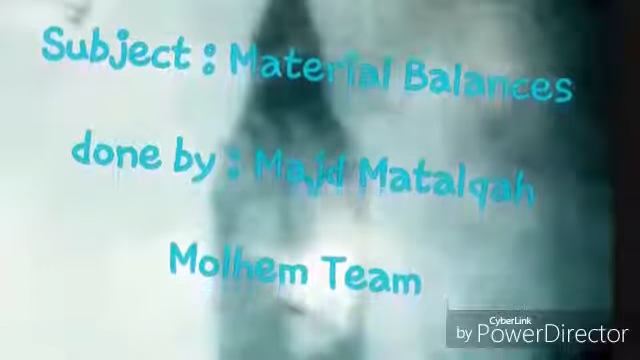 Subject : Material Balances
done by : Majd Matalqah
Molhem Team
CyberLink
by PowerDirector